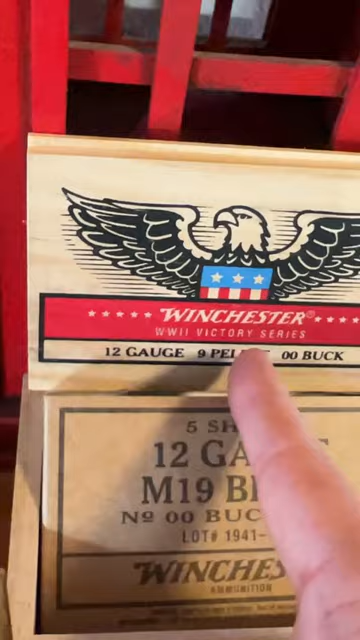 WINCHESTER®
WWII VICTORY SERIES
12 GAUGE 9 PEL 00 BUCK
5 SH
12 GA
M19 B
Nº 00 BUC
LOT# 1941-
WINCHES
AMMUNITION